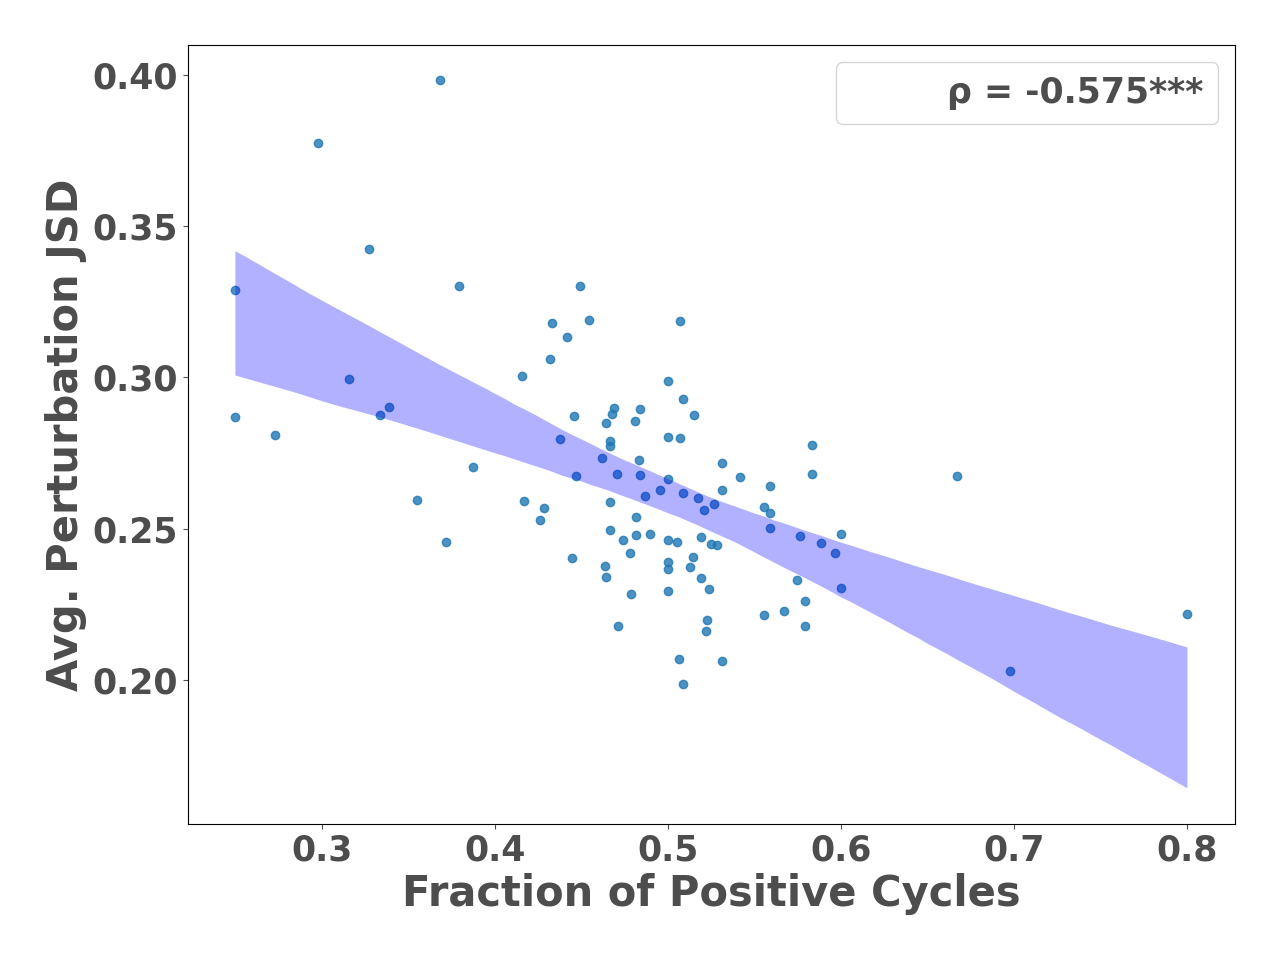 ρ = -0.575***
0.40
0.35
0.30
0.25
0.20
Avg. Perturbation JSD
0.3 0.4 0.5 0.6 0.7 0.8
Fraction of Positive Cycles